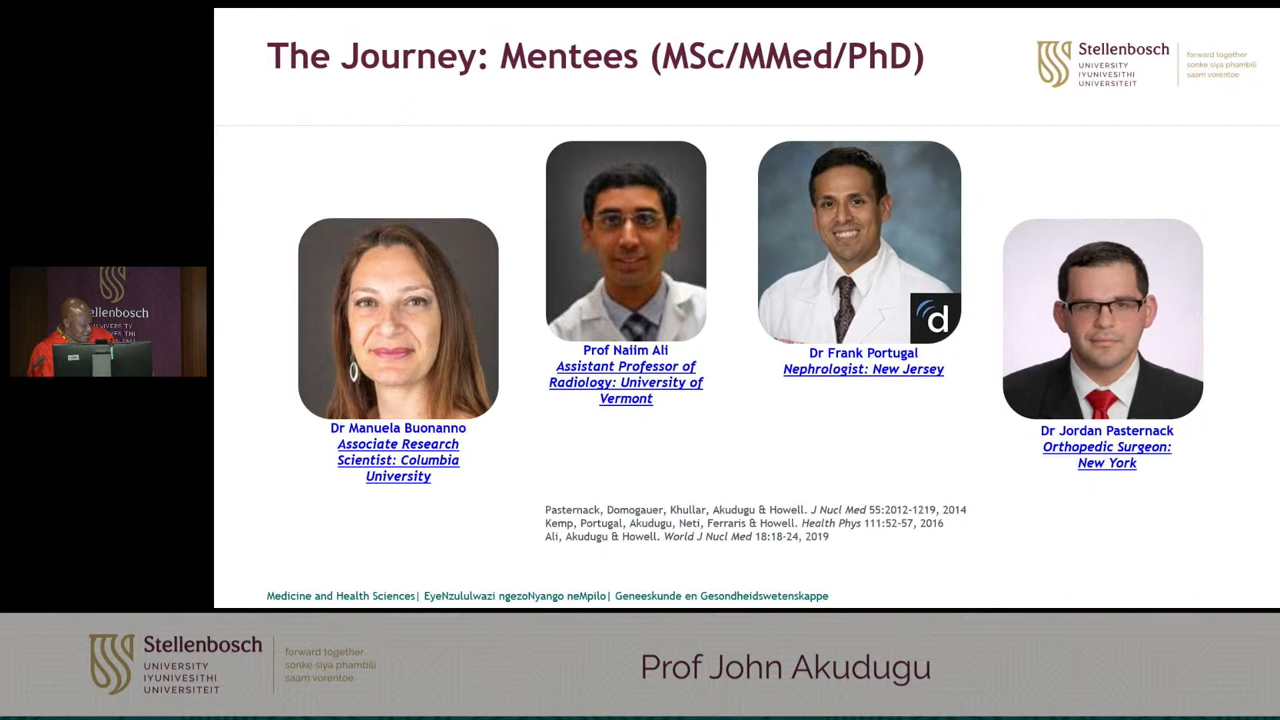 The Journey: Mentees (MSc/MMed/PhD)
Stellenbosch
UNIVERSITY
IYUNIVESITHI
UNIVERSITEIT
forward together
sonke siya phambili
saam vorentoe
Dr Manuela Buonanno
Associate Research
Scientist: Columbia
University
Prof Naiim Ali
Assistant Professor of
Radiology: University of
Vermont
d
Dr Frank Portugal
Nephrologist: New Jersey
Dr Jordan Pasternack
Orthopedic Surgeon:
New York
Pasternack, Domogauer, Khullar, Akudugu & Howell. J Nucl Med 55:2012-1219, 2014
Kemp, Portugal, Akudugu, Neti, Ferraris & Howell. Health Phys 111:52-57, 2016
Ali, Akudugu & Howell. World J Nucl Med 18:18-24, 2019
Medicine and Health Sciences| EyeNzululwazi ngezoNyango neMpilo| Geneeskunde en Gesondheidswetenskappe
Stellenbosch
UNIVERSITY
IYUNIVESITHI
UNIVERSITEIT
forward together
sonke siya phambili
saam vorentoe
Prof John Akudugu